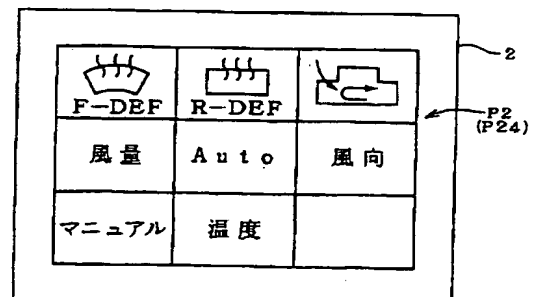 2
F-DEF
R-DEF
P2
(P24)
風量
Auto
風向
マニュアル
温度